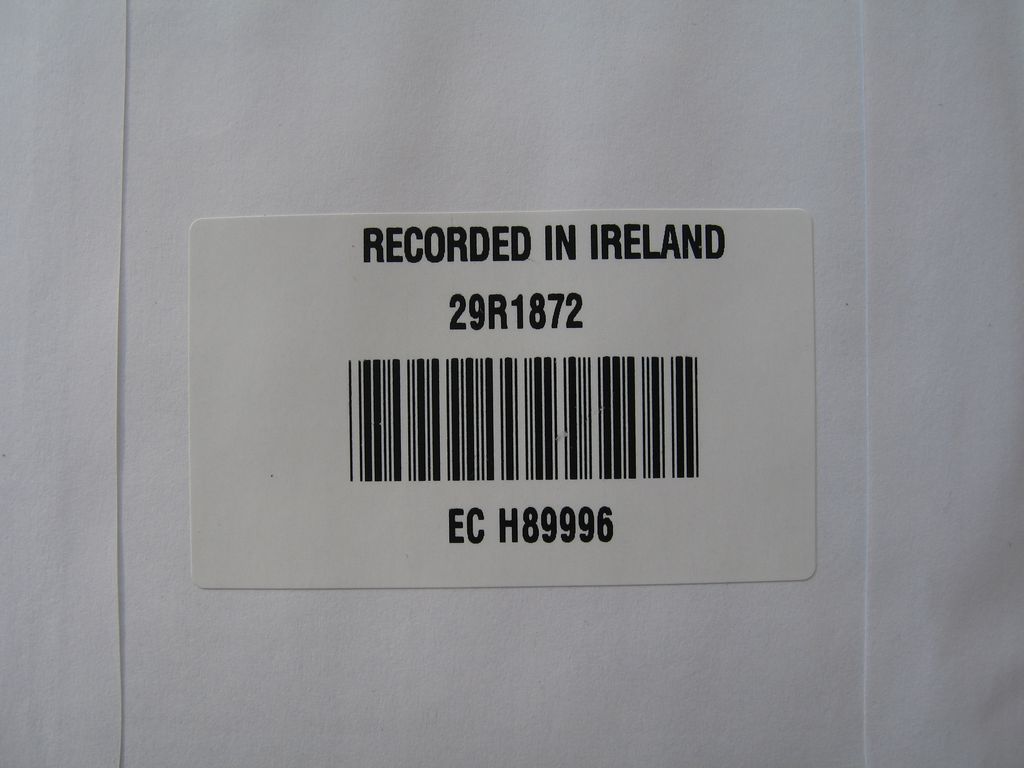 RECORDED IN IRELAND
29R1872
EC H89996